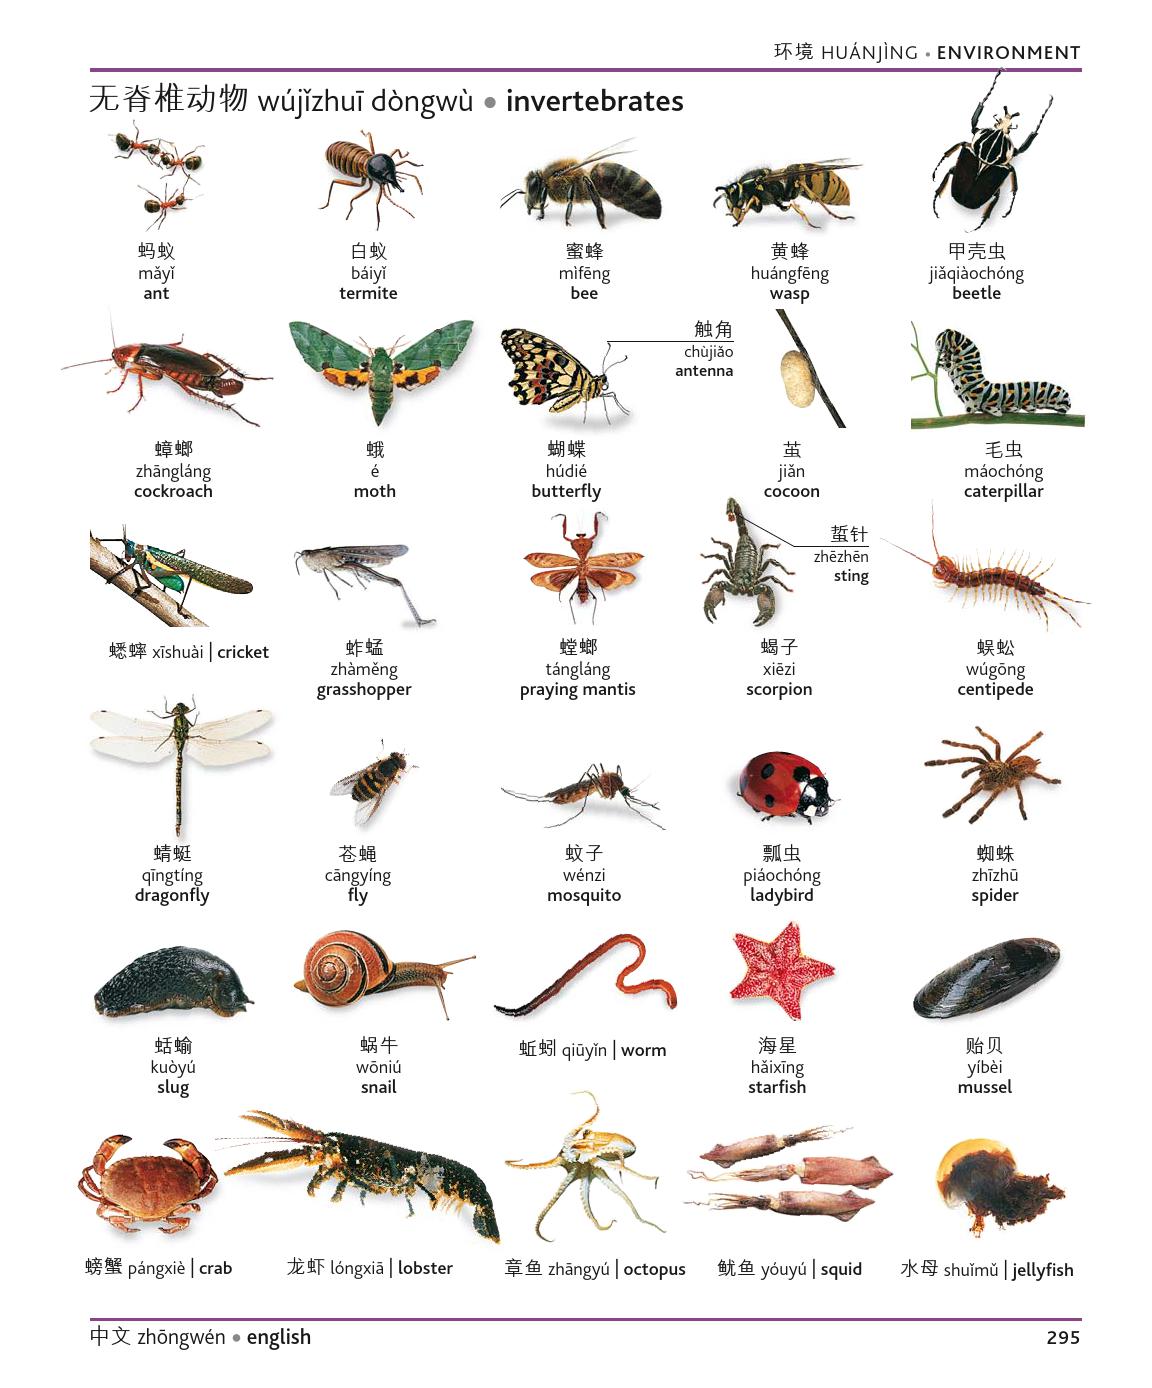 环境 HUÁNJÌNG • ENVIRONMENT
无脊椎动物 wújǐzhuī dòngwù • invertebrates
蚂蚁
mǎyǐ
ant
白蚁
báiyǐ
termite
蜜蜂
mìfēng
bee
黄蜂
huángfēng
wasp
甲壳虫
jiǎqiàochóng
beetle
蟑螂
zhāngláng
cockroach
蛾
é
moth
触角
chùjiǎo
antenna
蝴蝶
húdié
butterfly
茧
jiǎn
cocoon
毛虫
máochóng
caterpillar
蟋蟀 xīshuài | cricket
蚱蜢
zhàměng
grasshopper
螳螂
tángláng
praying mantis
蜇针
zhēzhēn
sting
蝎子
xiēzi
scorpion
蜈蚣
wúgōng
centipede
蜻蜓
qīngtíng
dragonfly
苍蝇
cāngyíng
fly
蚊子
wénzi
mosquito
瓢虫
piáochóng
ladybird
蜘蛛
zhīzhū
spider
蛞蝓
kuòyú
slug
蜗牛
wōniú
snail
蚯蚓 qiūyǐn | worm
海星
hǎixīng
starfish
贻贝
yíbèi
mussel
螃蟹 pángxiè | crab
龙虾 lóngxiā | lobster
章鱼 zhāngyú | octopus
鱿鱼 yóuyú | squid
水母 shuǐmǔ | jellyfish
中文 zhōngwén • english
295